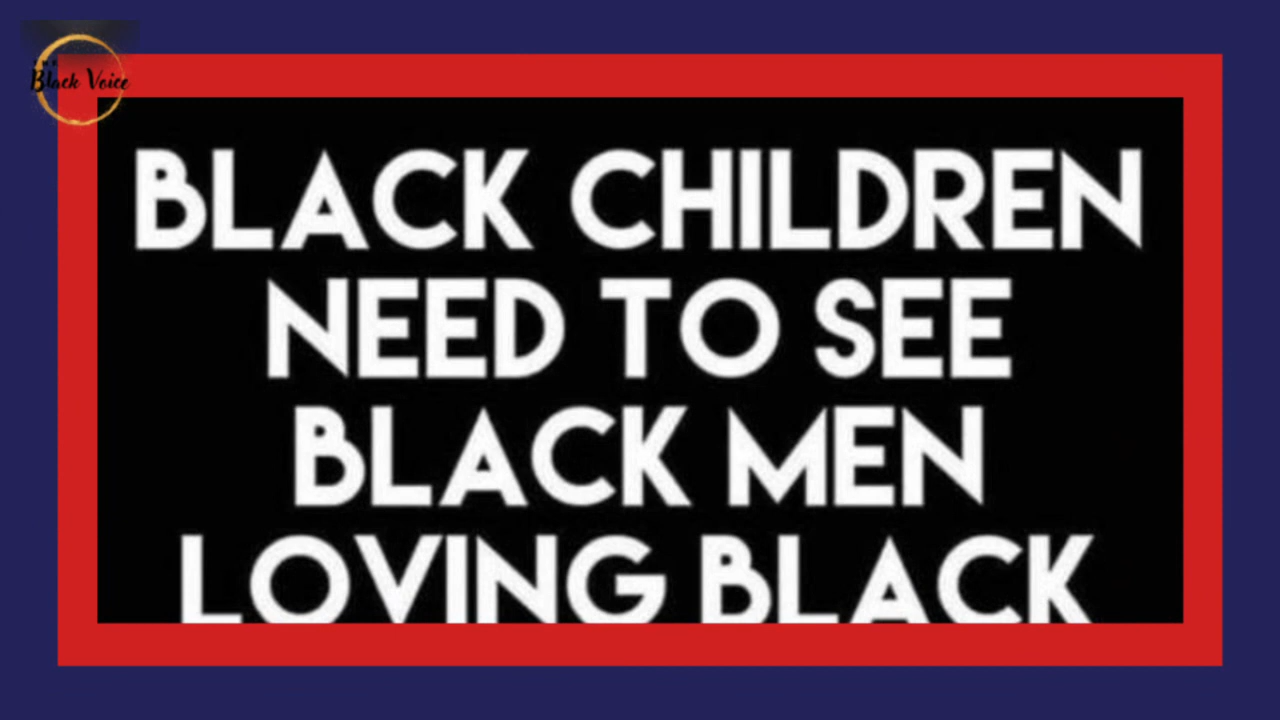 Black Voice
BLACK CHILDREN
NEED TO SEE
BLACK MEN
LOVING BLACK